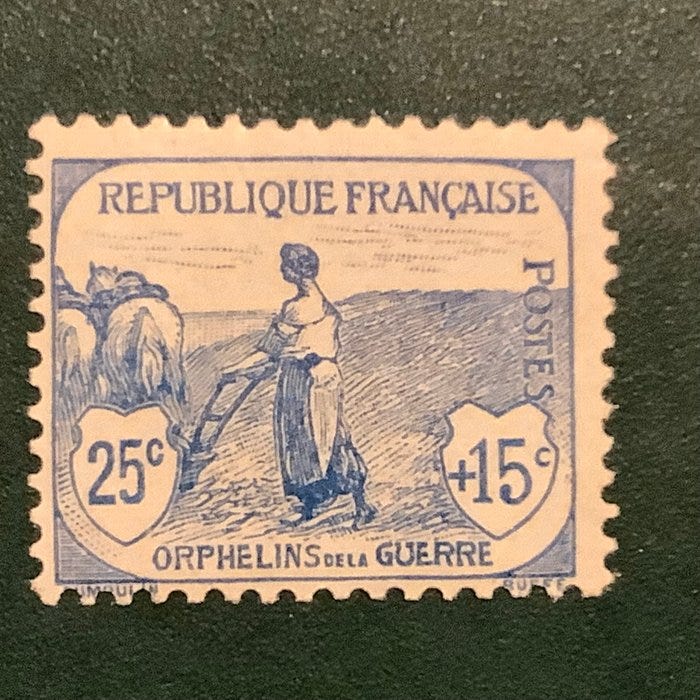 REPUBLIQUE FRANÇAISE
POSTES
25c
+15c
ORPHELINS DE LA GUERRE